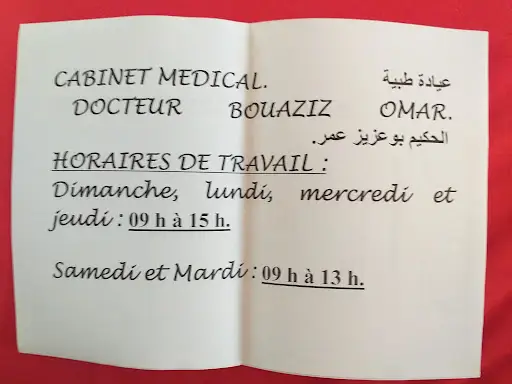 CABINET MEDICAL. عيادة طبية
DOCTEUR BOUAZIZ OMAR.
الحكيم بوعزيز عمر.
HORAIRES DE TRAVAIL :
Dimanche, lundi, mercredi et
jeudi : 09 h à 15 h.
Samedi et Mardi : 09 h à 13 h.